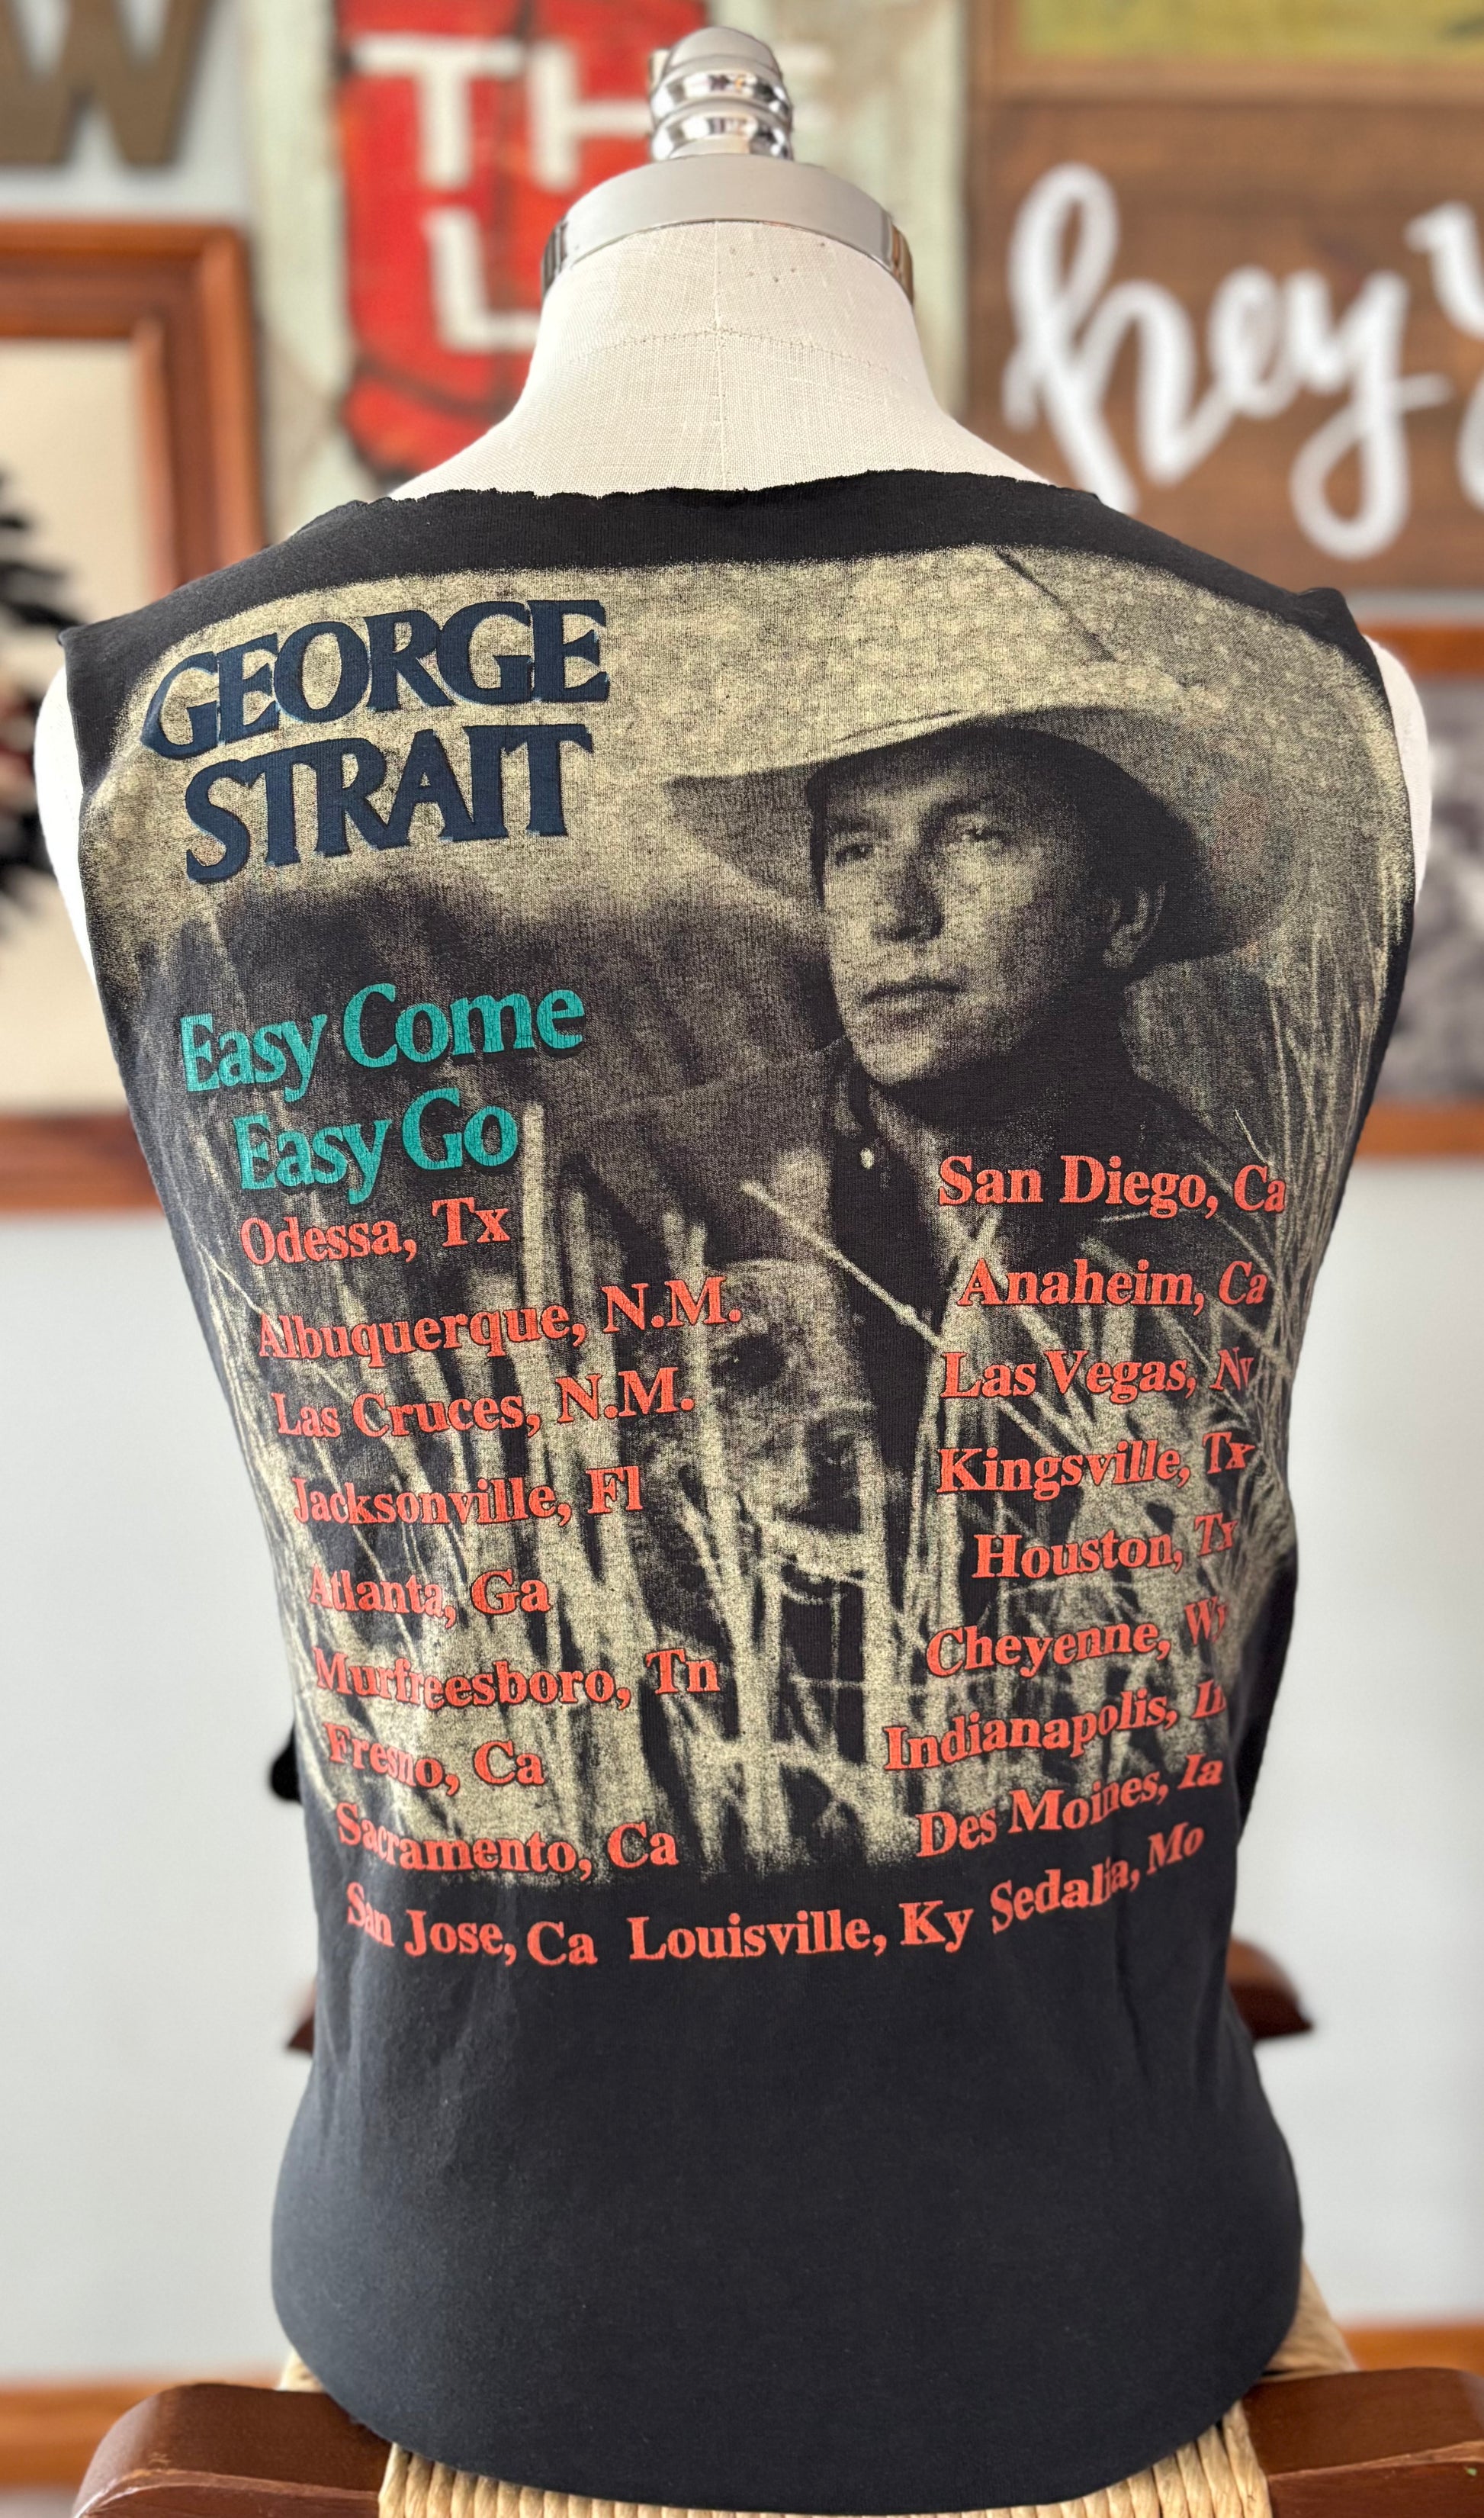 W
TH
L
hey
GEORGE
STRAIT
Easy Come
Easy Go
Odessa, Tx
Albuquerque, N.M.
Las Cruces, N.M.
Jacksonville, Fl
Atlanta, Ga
Murfreesboro, Tn
Fresno, Ca
Sacramento, Ca
San Jose, Ca Louisville, Ky Sedalia, Mo
San Diego, Ca
Anaheim, Ca
Las Vegas, Nv
Kingsville, Tx
Houston, Tx
Cheyenne, Wy
Indianapolis, In
Des Moines, Ia